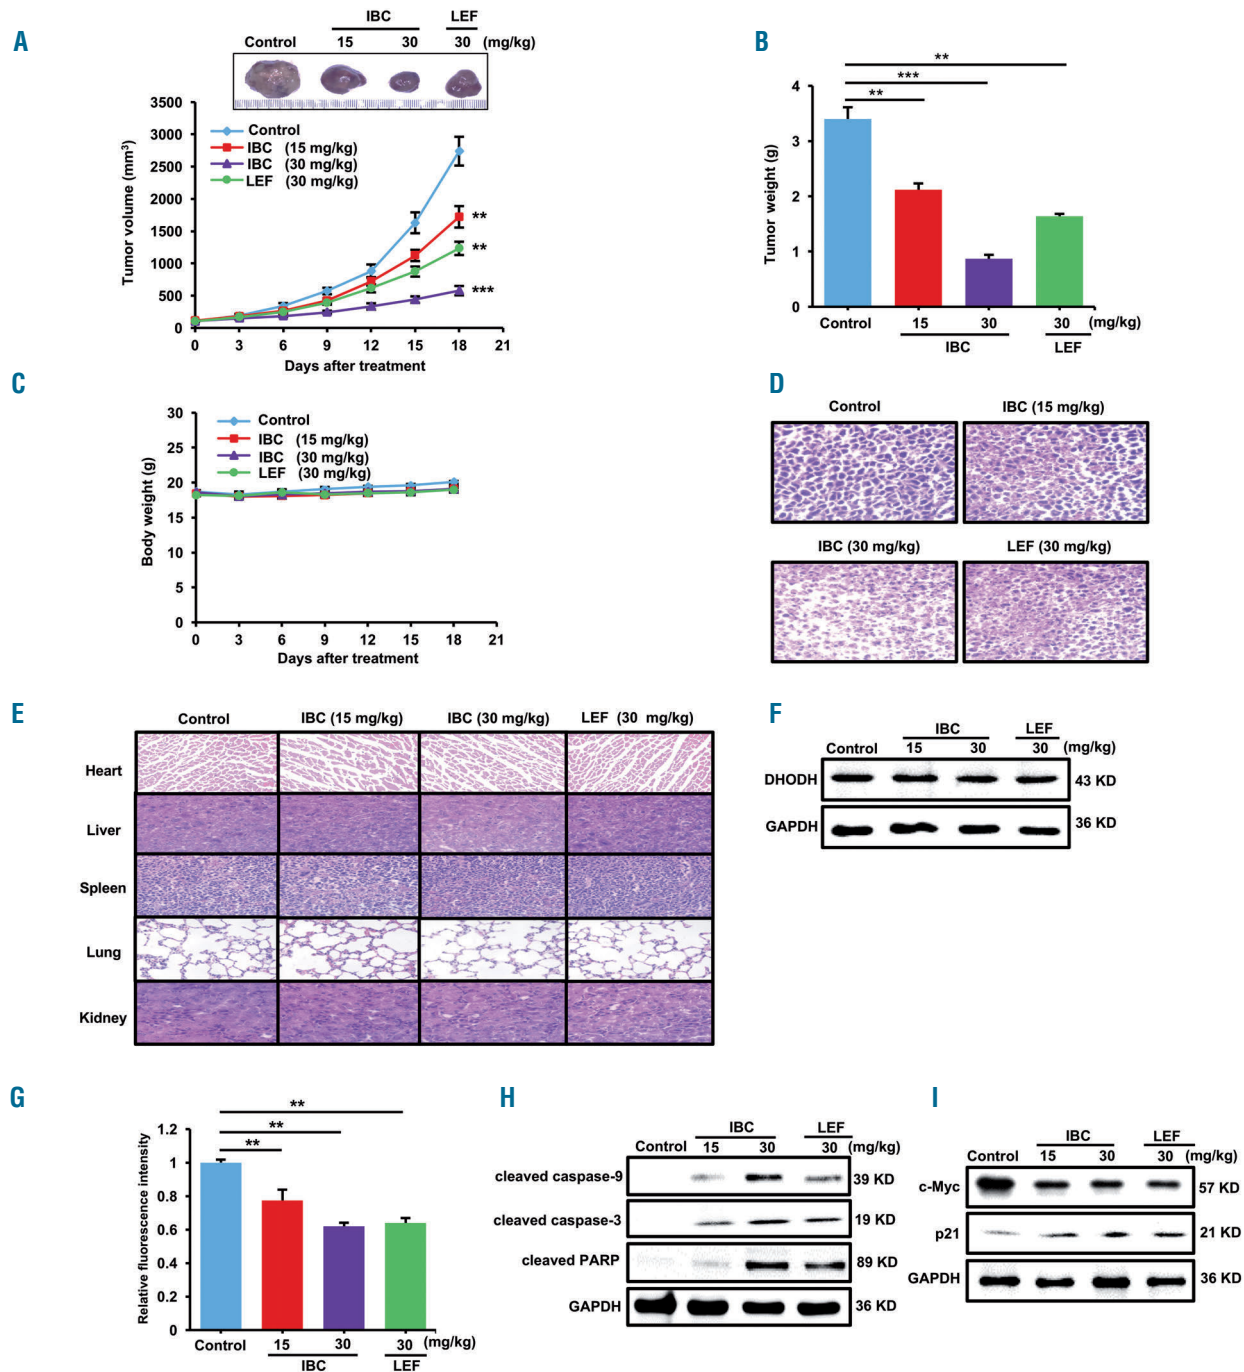 A
IBC LEF
Control 15 30 30 (mg/kg)
3500
3000
2500
2000
1500
1000
500
0
Tumor volume (mm³)
Control
IBC (15 mg/kg)
IBC (30 mg/kg)
LEF (30 mg/kg)
**
**
***
0 3 6 9 12 15 18 21
Days after treatment
B
**
***
**
4
3
2
1
0
Tumor weight (g)
Control 15 30 30 (mg/kg)
IBC LEF
C
30
25
20
15
10
5
0
Body weight (g)
Control
IBC (15 mg/kg)
IBC (30 mg/kg)
LEF (30 mg/kg)
0 3 6 9 12 15 18 21
Days after treatment
D
Control IBC (15 mg/kg)
IBC (30 mg/kg) LEF (30 mg/kg)
E
Control IBC (15 mg/kg) IBC (30 mg/kg) LEF (30 mg/kg)
Heart
Liver
Spleen
Lung
Kidney
F
IBC LEF
Control 15 30 30 (mg/kg)
DHODH 43 KD
GAPDH 36 KD
G
**
**
**
1.2
1
0.8
0.6
0.4
0.2
0
Relative fluorescence intensity
Control 15 30 30 (mg/kg)
IBC LEF
H
IBC LEF
Control 15 30 30 (mg/kg)
cleaved caspase-9 39 KD
cleaved caspase-3 19 KD
cleaved PARP 89 KD
GAPDH 36 KD
I
IBC LEF
Control 15 30 30 (mg/kg)
c-Myc 57 KD
p21 21 KD
GAPDH 36 KD